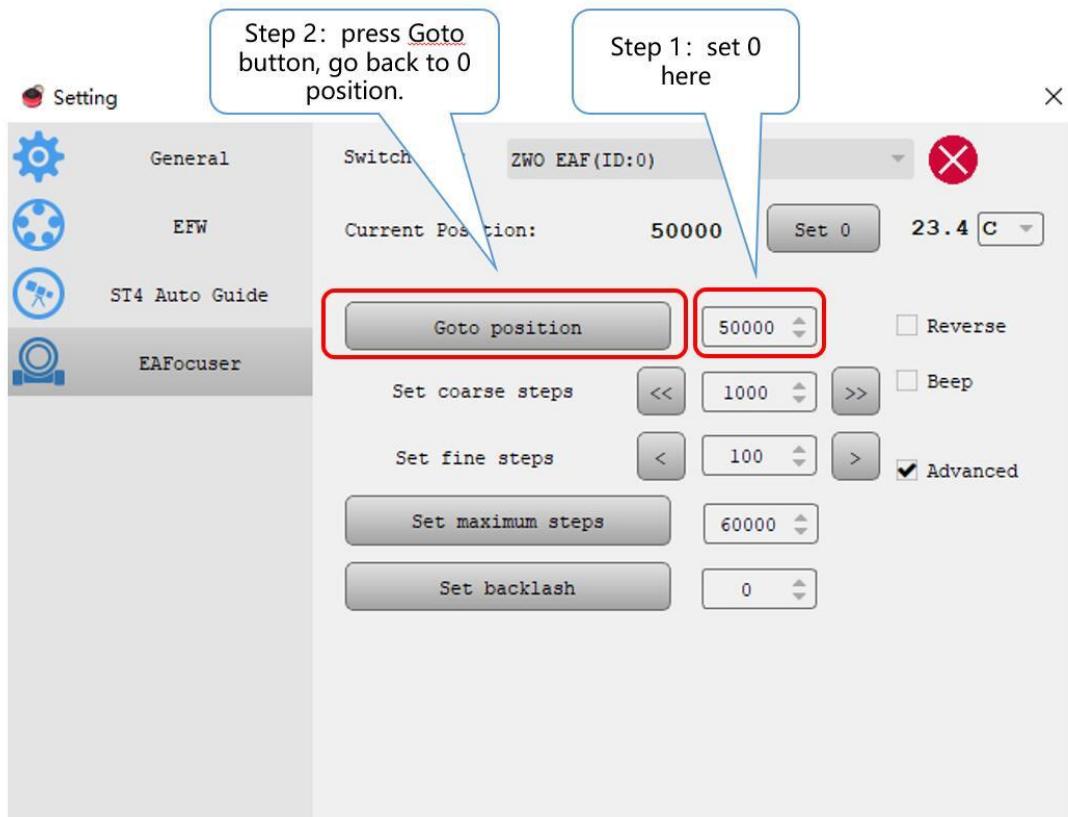 Step 2：press Goto
button, go back to 0
position.
Step 1：set 0
here
Setting
General
EFW
ST4 Auto Guide
EAFocuser
ZWO EAF(ID:0)
Current Position: 50000 Set 0 23.4 C
Goto position 50000 Reverse
Set coarse steps << 1000 >> Beep
Set fine steps < 100 > Advanced
Set maximum steps 60000
Set backlash 0